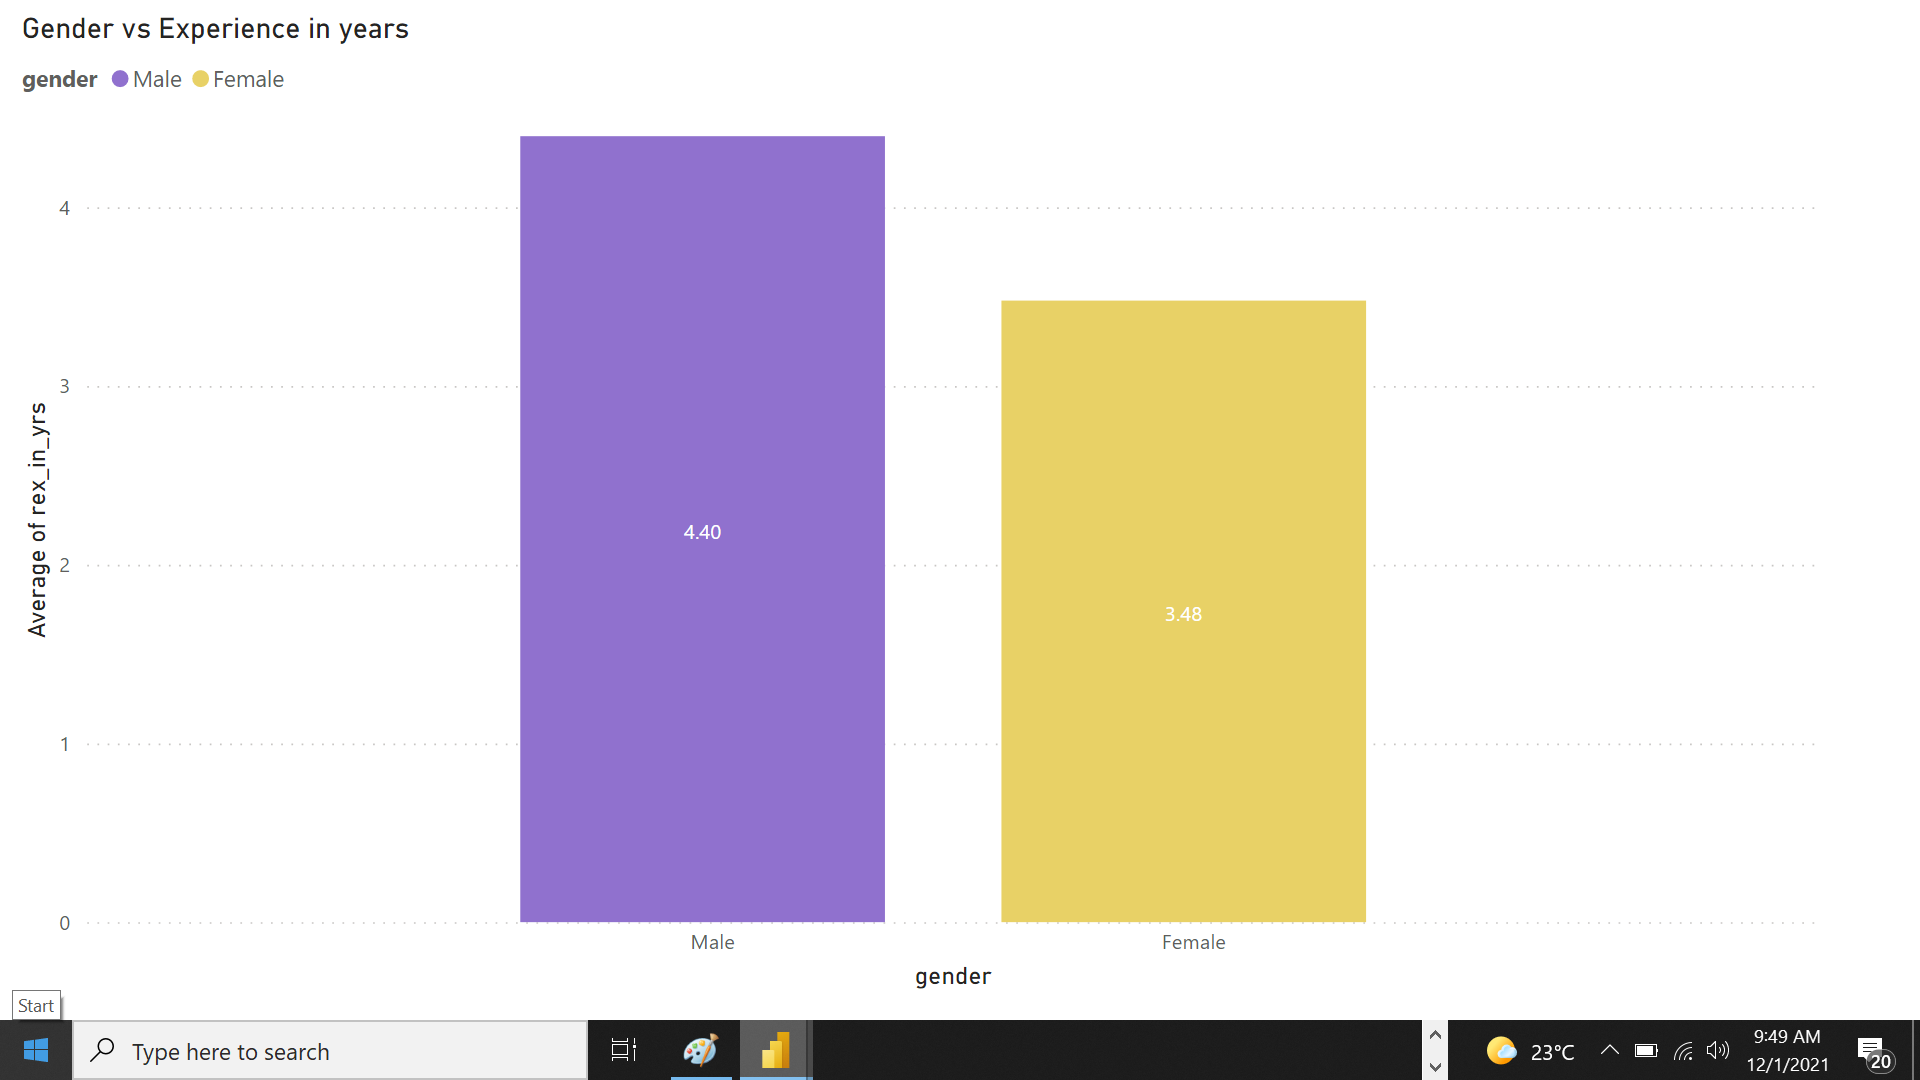 Gender vs Experience in years
gender Male Female
4
3
2
1
0
Average of rex_in_yrs
4.40
3.48
Male Female
gender
Start
Type here to search
23°C
9:49 AM
12/1/2021
20